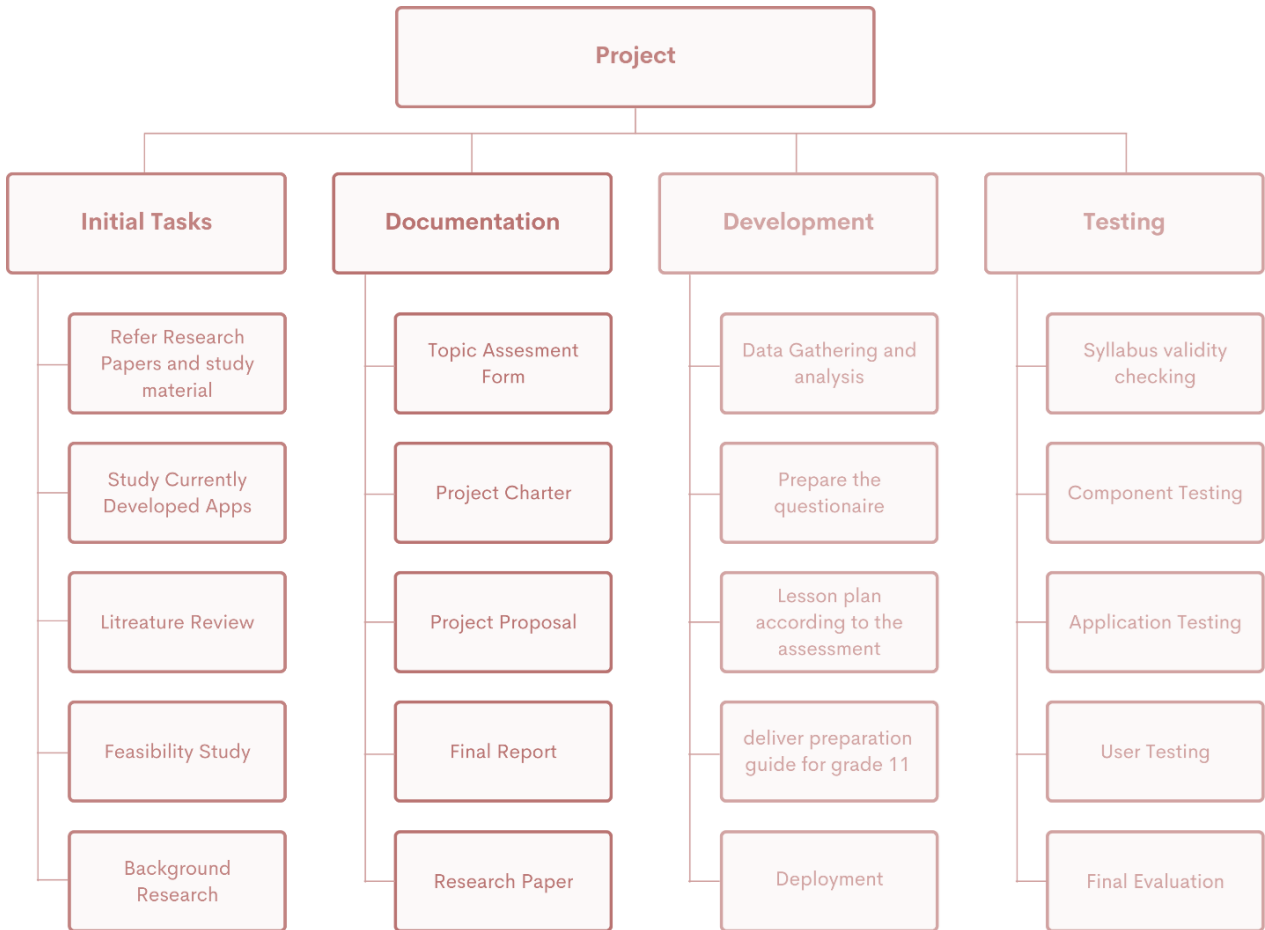 Project
Initial Tasks
Refer Research
Papers and study
material
Study Currently
Developed Apps
Litreature Review
Feasibility Study
Background
Research
Documentation
Topic Assesment
Form
Project Charter
Project Proposal
Final Report
Research Paper
Development
Data Gathering and
analysis
Prepare the
questionaire
Lesson plan
according to the
assessment
deliver preparation
guide for grade 11
Deployment
Testing
Syllabus validity
checking
Component Testing
Application Testing
User Testing
Final Evaluation